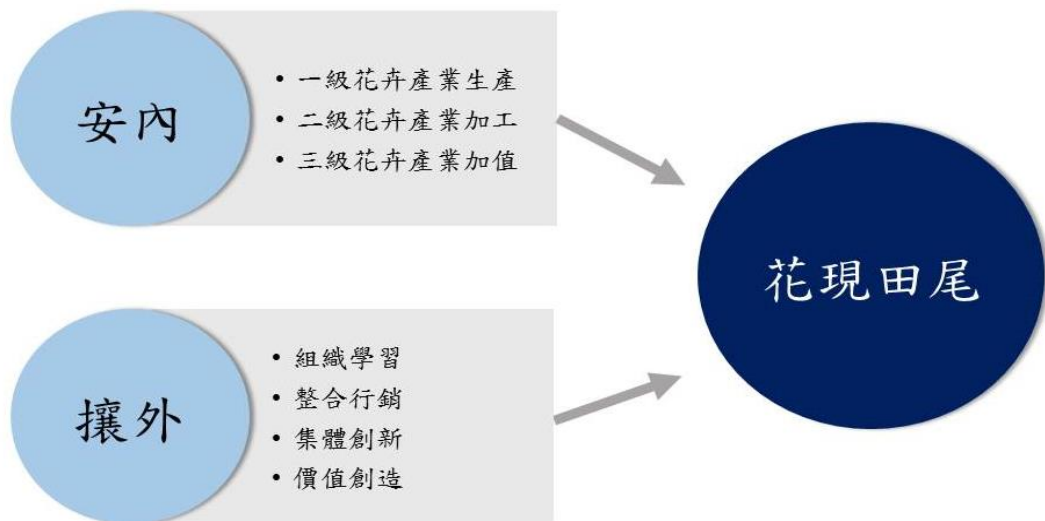 安內
• 一級花卉產業生產
• 二級花卉產業加工
• 三級花卉產業加值
攘外
• 組織學習
• 整合行銷
• 集體創新
• 價值創造
花現田尾